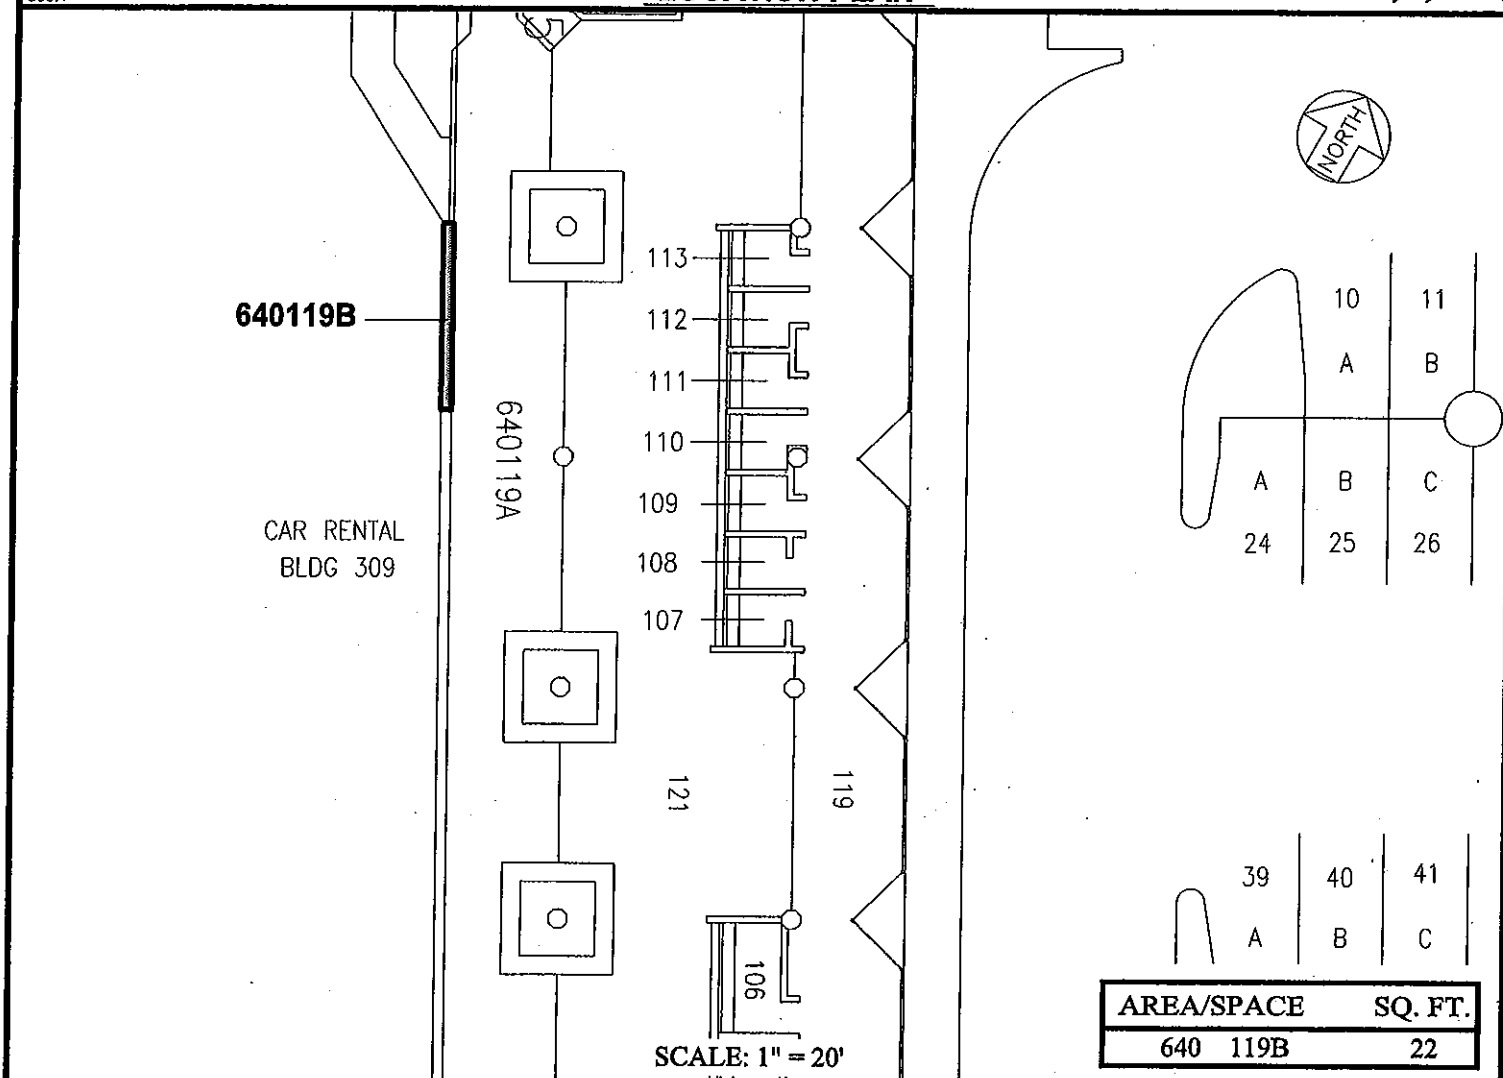 NORTH
113
10 11
640119B
112
A B
111
640119A
110
109
A B C
CAR RENTAL
BLDG 309
24 25 26
108
107
121
119
39 40 41
A B C
106
AREA/SPACE SQ. FT.
640 119B 22
SCALE: 1" = 20'